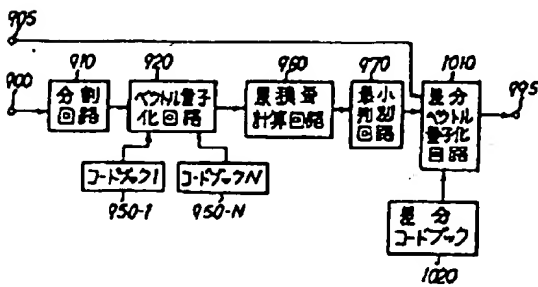 905
900
910
分割
回路
920
ベクトル量子
化回路
960
累積歪
計算回路
970
最小
判別
回路
1010
差分
ベクトル
量子化
回路
995
コードブック1
950-1
コードブックN
950-N
差分
コードブック
1020